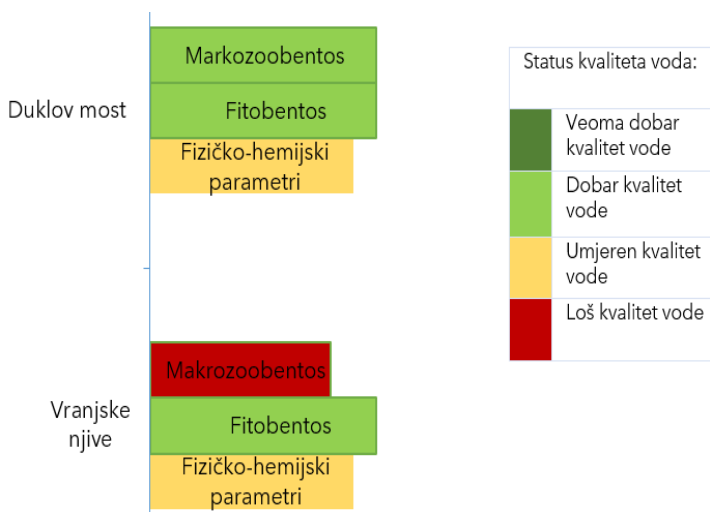 Duklov most
Markozoobentos
Fitobentos
Fizičko-hemijski
parametri
Vranjske
njive
Makrozoobentos
Fitobentos
Fizičko-hemijski
parametri
Status kvaliteta voda:
Veoma dobar
kvalitet vode
Dobar kvalitet
vode
Umjeren kvalitet
vode
Loš kvalitet vode